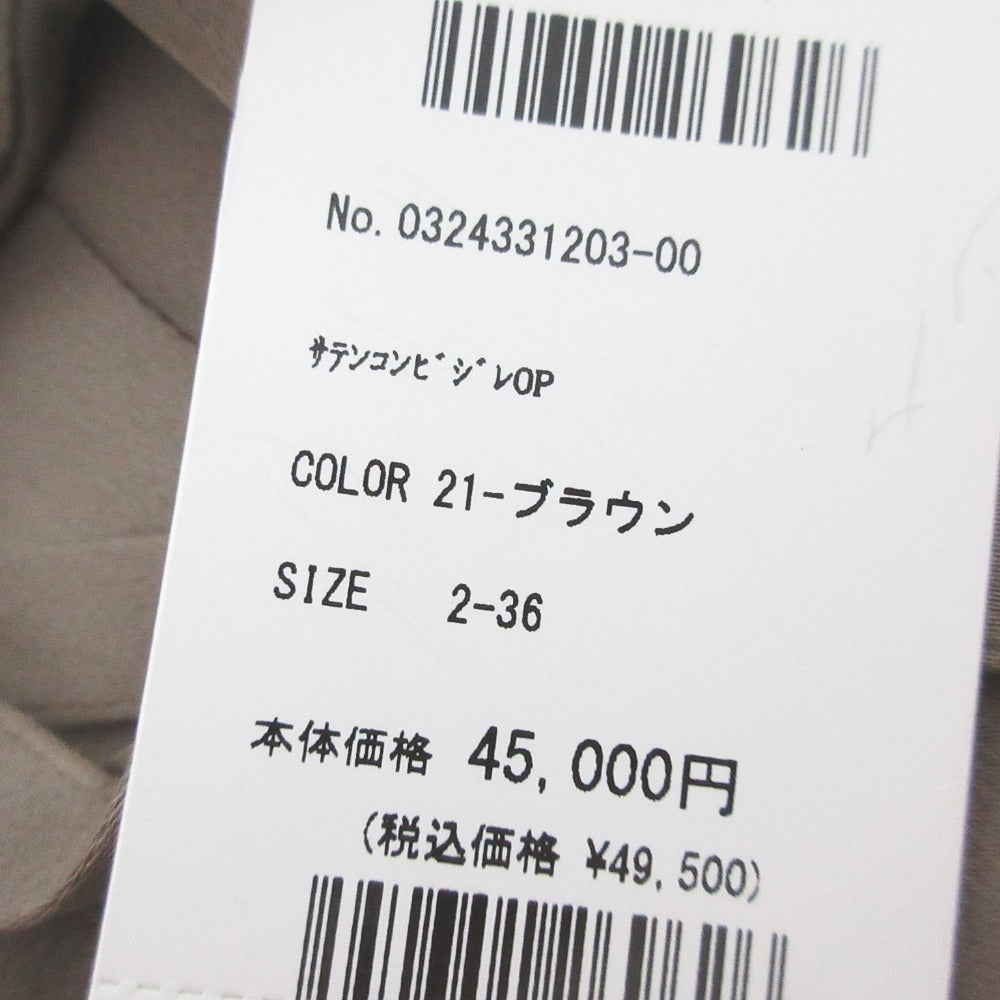 No. 0324331203-00
ｻﾃﾝｺﾝﾋﾞｼﾞﾚOP
COLOR 21-ブラウン
SIZE 2-36
本体価格 45,000円
(税込価格 ¥49,500)